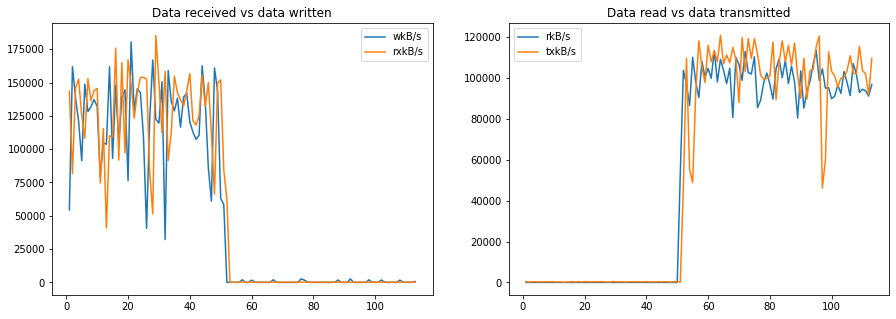 Data received vs data written
175000
150000
125000
100000
75000
50000
25000
0
0 20 40 60 80 100
wkB/s
rxkB/s
Data read vs data transmitted
120000
100000
80000
60000
40000
20000
0
0 20 40 60 80 100
rkB/s
txkB/s